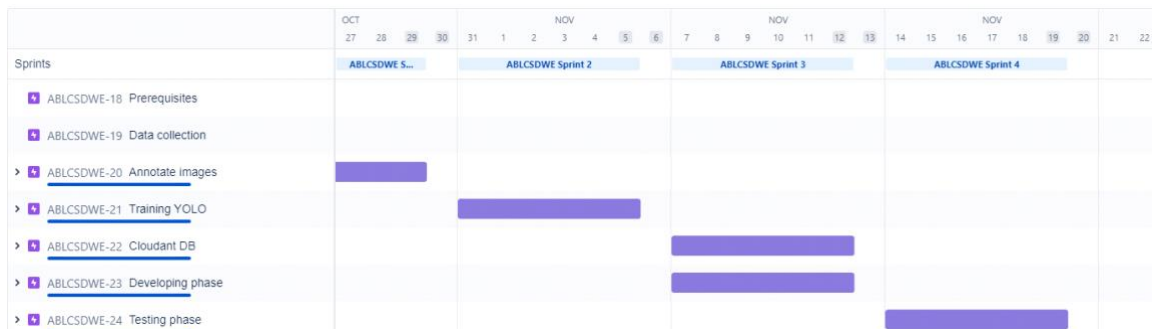 OCT NOV NOV NOV
27 28 29 30 31 1 2 3 4 5 6 7 8 9 10 11 12 13 14 15 16 17 18 19 20 21 22
Sprints ABLCSDWE S... ABLCSDWE Sprint 2 ABLCSDWE Sprint 3 ABLCSDWE Sprint 4
ABLCSDWE-18 Prerequisites
ABLCSDWE-19 Data collection
ABLCSDWE-20 Annotate images
ABLCSDWE-21 Training YOLO
ABLCSDWE-22 Cloudant DB
ABLCSDWE-23 Developing phase
ABLCSDWE-24 Testing phase